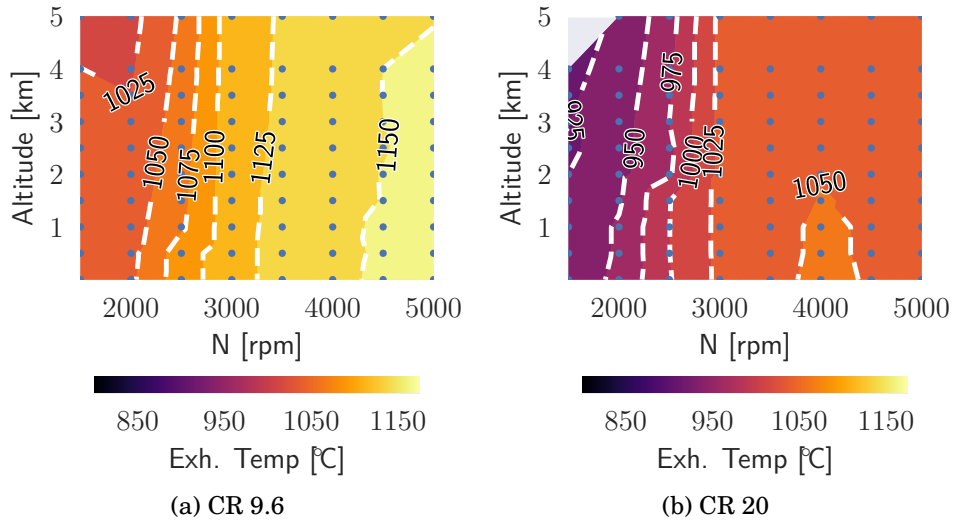 5
4
3
2
1
Altitude [km]
1025
1050
1075
1100
1125
1150
2000 3000 4000 5000
N [rpm]
850 950 1050 1150
Exh. Temp [°C]
(a) CR 9.6
5
4
3
2
1
Altitude [km]
925
950
975
1000
1025
1050
2000 3000 4000 5000
N [rpm]
850 950 1050 1150
Exh. Temp [°C]
(b) CR 20